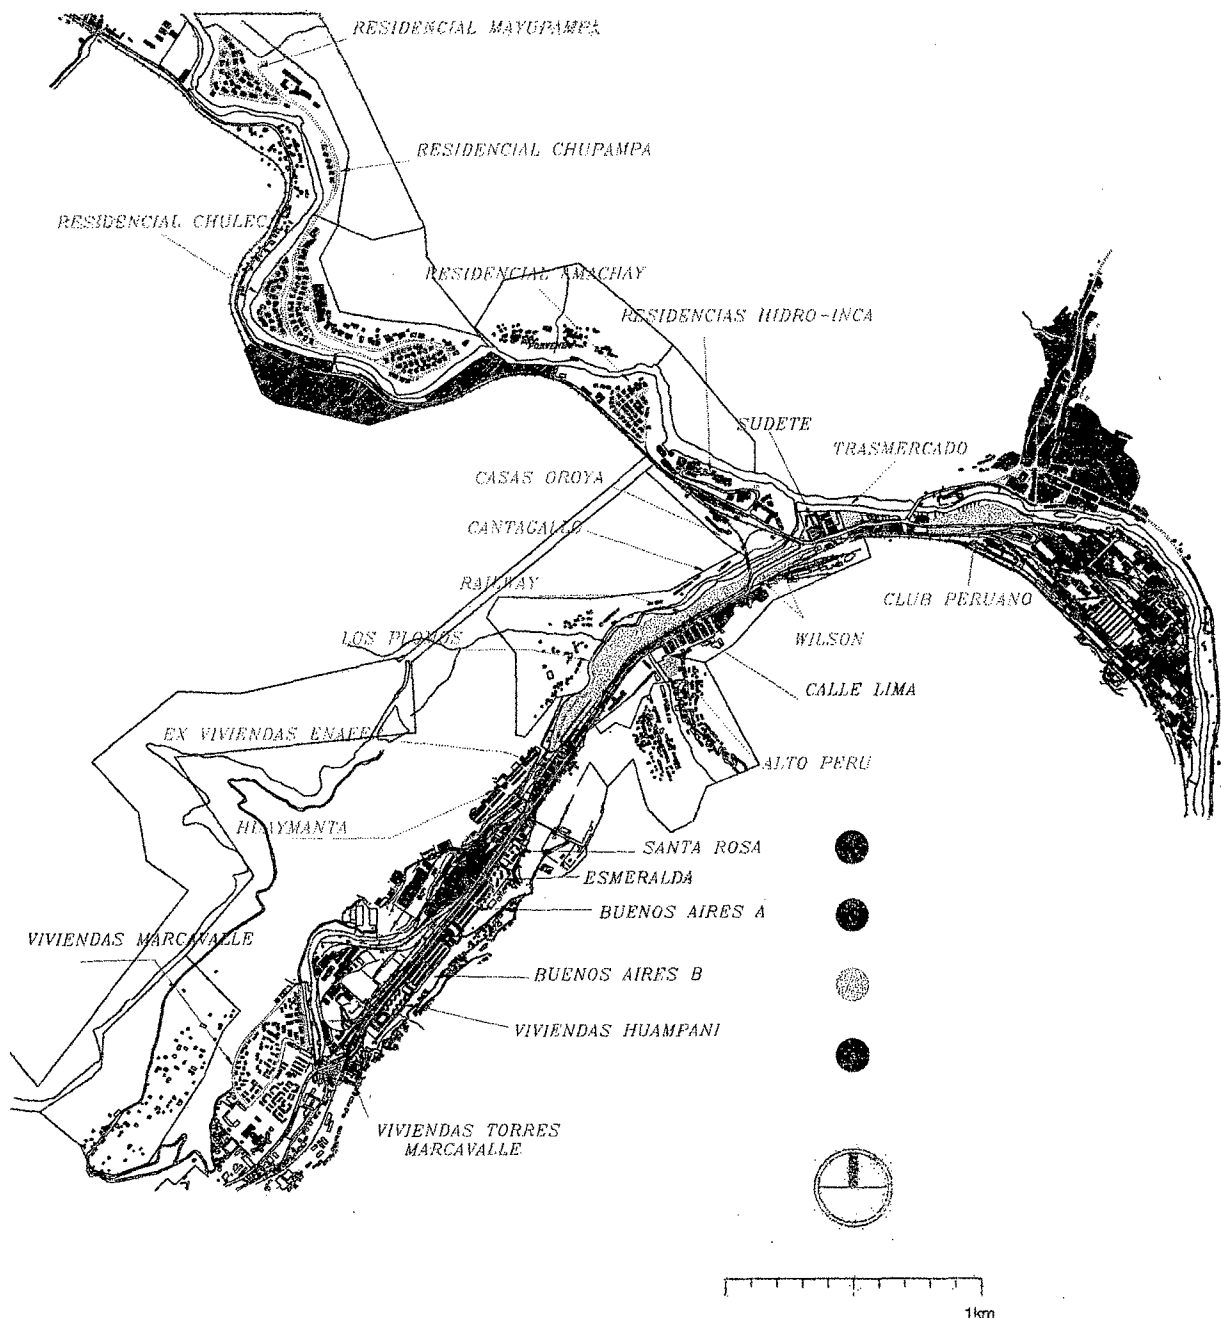 RESIDENCIAL MAYUPAMPA
RESIDENCIAL CHUPAMPA
RESIDENCIAL CHULEC
RESIDENCIAL AMACHAY
RESIDENCIAS HIDRO-INCA
SUDETE
TRASMERCADO
CASAS OROYA
CANTAGALLO
RAILWAY
CLUB PERUANO
LOS PLOMOS
WILSON
CALLE LIMA
EX VIVIENDAS ENAFER
ALTO PERU
HUAYMANTA
SANTA ROSA
ESMERALDA
BUENOS AIRES A
VIVIENDAS MARCAVALLE
BUENOS AIRES B
VIVIENDAS HUAMPANI
VIVIENDAS TORRES
MARCAVALLE
1km